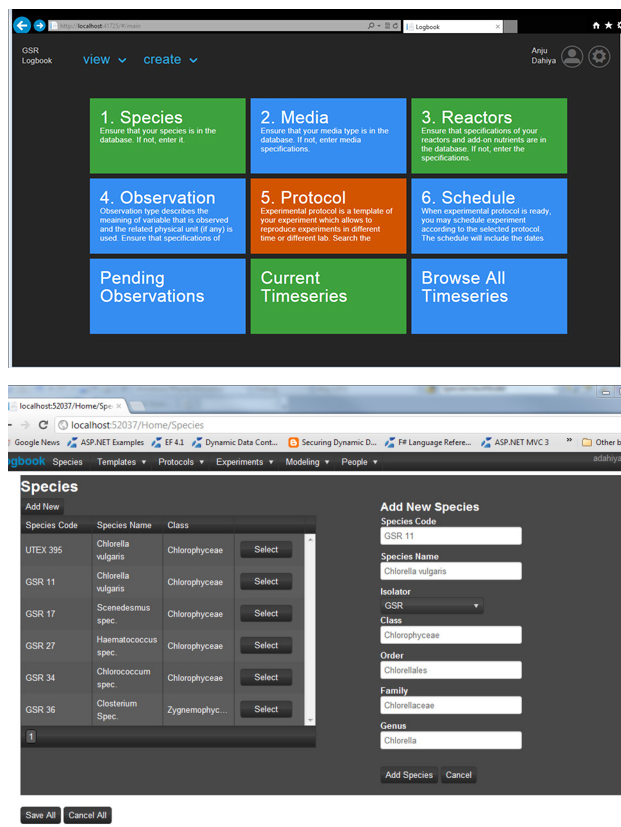 http://localhost:41725/#/main
Logbook
GSR
Logbook
view
create
Anju
Dahiya
1. Species
Ensure that your species is in the
database. If not, enter it.
2. Media
Ensure that your media type is in the
database. If not, enter media
specifications.
3. Reactors
Ensure that specifications of your
reactors and add-on nutrients are in
the database. If not, enter the
specifications.
4. Observation
Observation type describes the
meaining of variable that is observed
and the related physical unit (if any) is
used. Ensure that specifications of
5. Protocol
Experimental protocol is a template of
your experiment which allows to
reproduce experiments in different
time or different lab. Search the
6. Schedule
When experimental protocol is ready,
you may schedule experiment
according to the selected protocol.
The schedule will include the dates
Pending
Observations
Current
Timeseries
Browse All
Timeseries
localhost:52037/Home/Spe
localhost:52037/Home/Species
Google News ASP.NET Examples EF 4.1 Dynamic Data Cont... Securing Dynamic D... F# Language Refere... ASP.NET MVC 3 » Other b
ogbook Species Templates Protocols Experiments Modeling People adahiya
Species
Add New
Species Code Species Name Class
UTEX 395 Chlorella vulgaris Chlorophyceae Select
GSR 11 Chlorella vulgaris Chlorophyceae Select
GSR 17 Scenedesmus spec. Chlorophyceae Select
GSR 27 Haematococcus spec. Chlorophyceae Select
GSR 34 Chlorococcum spec. Chlorophyceae Select
GSR 36 Closterium Spec. Zygnemophyc... Select
1
Add New Species
Species Code
GSR 11
Species Name
Chlorella vulgaris
Isolator
GSR
Class
Chlorophyceae
Order
Chlorellales
Family
Chlorellaceae
Genus
Chlorella
Add Species Cancel
Save All Cancel All